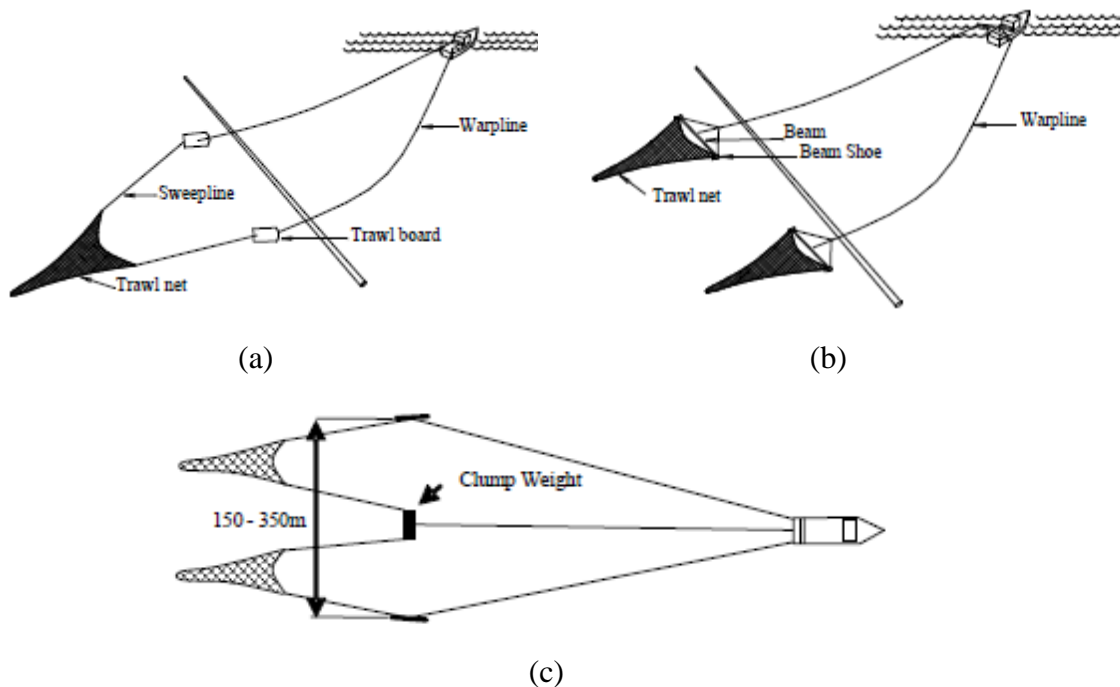 Warpline
Sweepline
Trawl board
Trawl net
(a)
Warpline
Beam
Beam Shoe
Trawl net
(b)
Clump Weight
150 - 350m
(c)